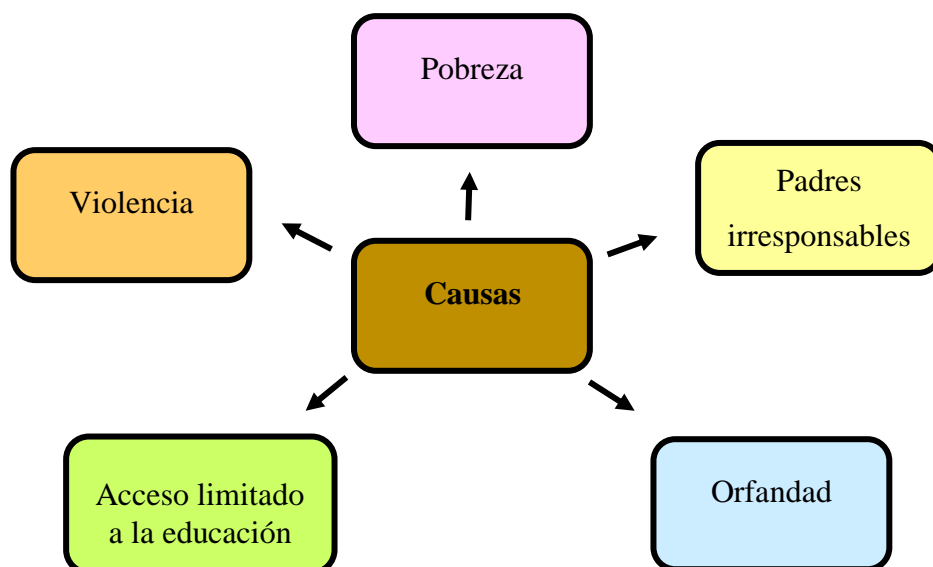 Pobreza
Violencia
Padres
irresponsables
Causas
Acceso limitado
a la educación
Orfandad